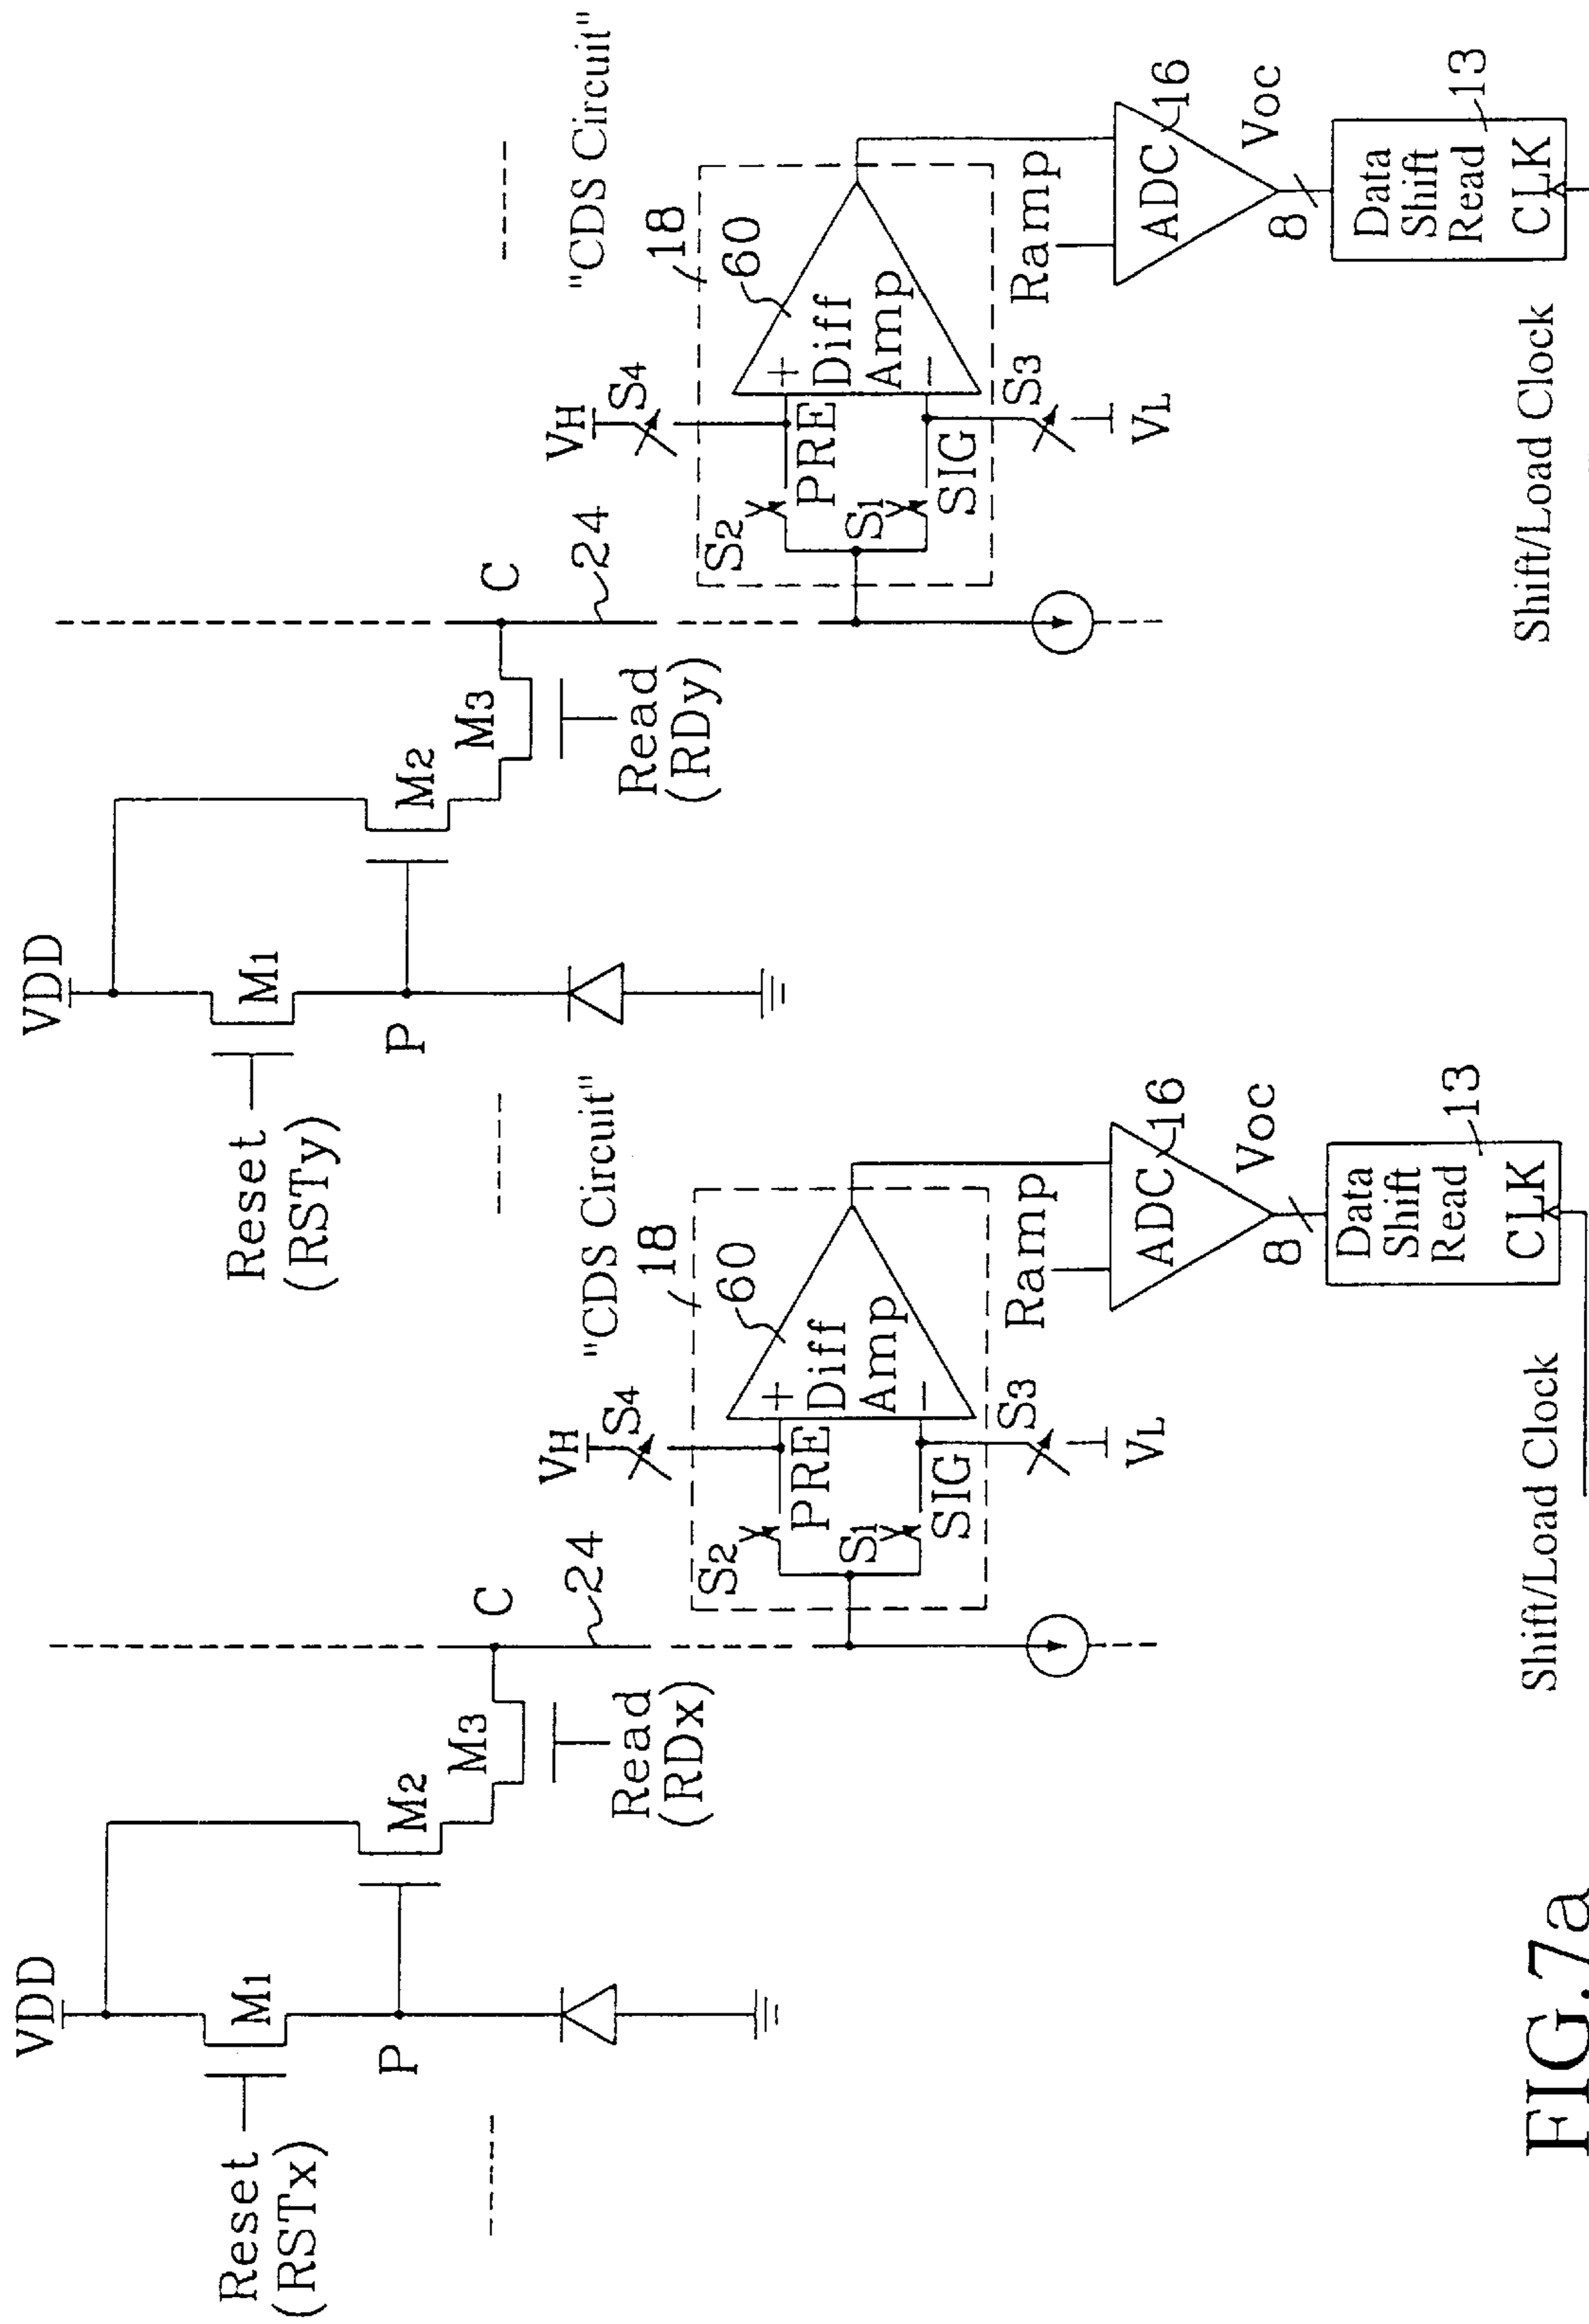 VDD
Reset
(RSTx)
M1
P
M2
M3
Read
(RDx)
C
24
"CDS Circuit"
18
VH
S4
S2
PRE
S1
SIG
60
+
Diff
Amp
−
S3
VL
Ramp
ADC
16
8
Voc
Data
Shift
Read
CLK
13
Shift/Load Clock
VDD
Reset
(RSTy)
M1
P
M2
M3
Read
(RDy)
C
24
"CDS Circuit"
18
VH
S4
S2
PRE
S1
SIG
60
+
Diff
Amp
−
S3
VL
Ramp
ADC
16
8
Voc
Data
Shift
Read
CLK
13
Shift/Load Clock
FIG.7a